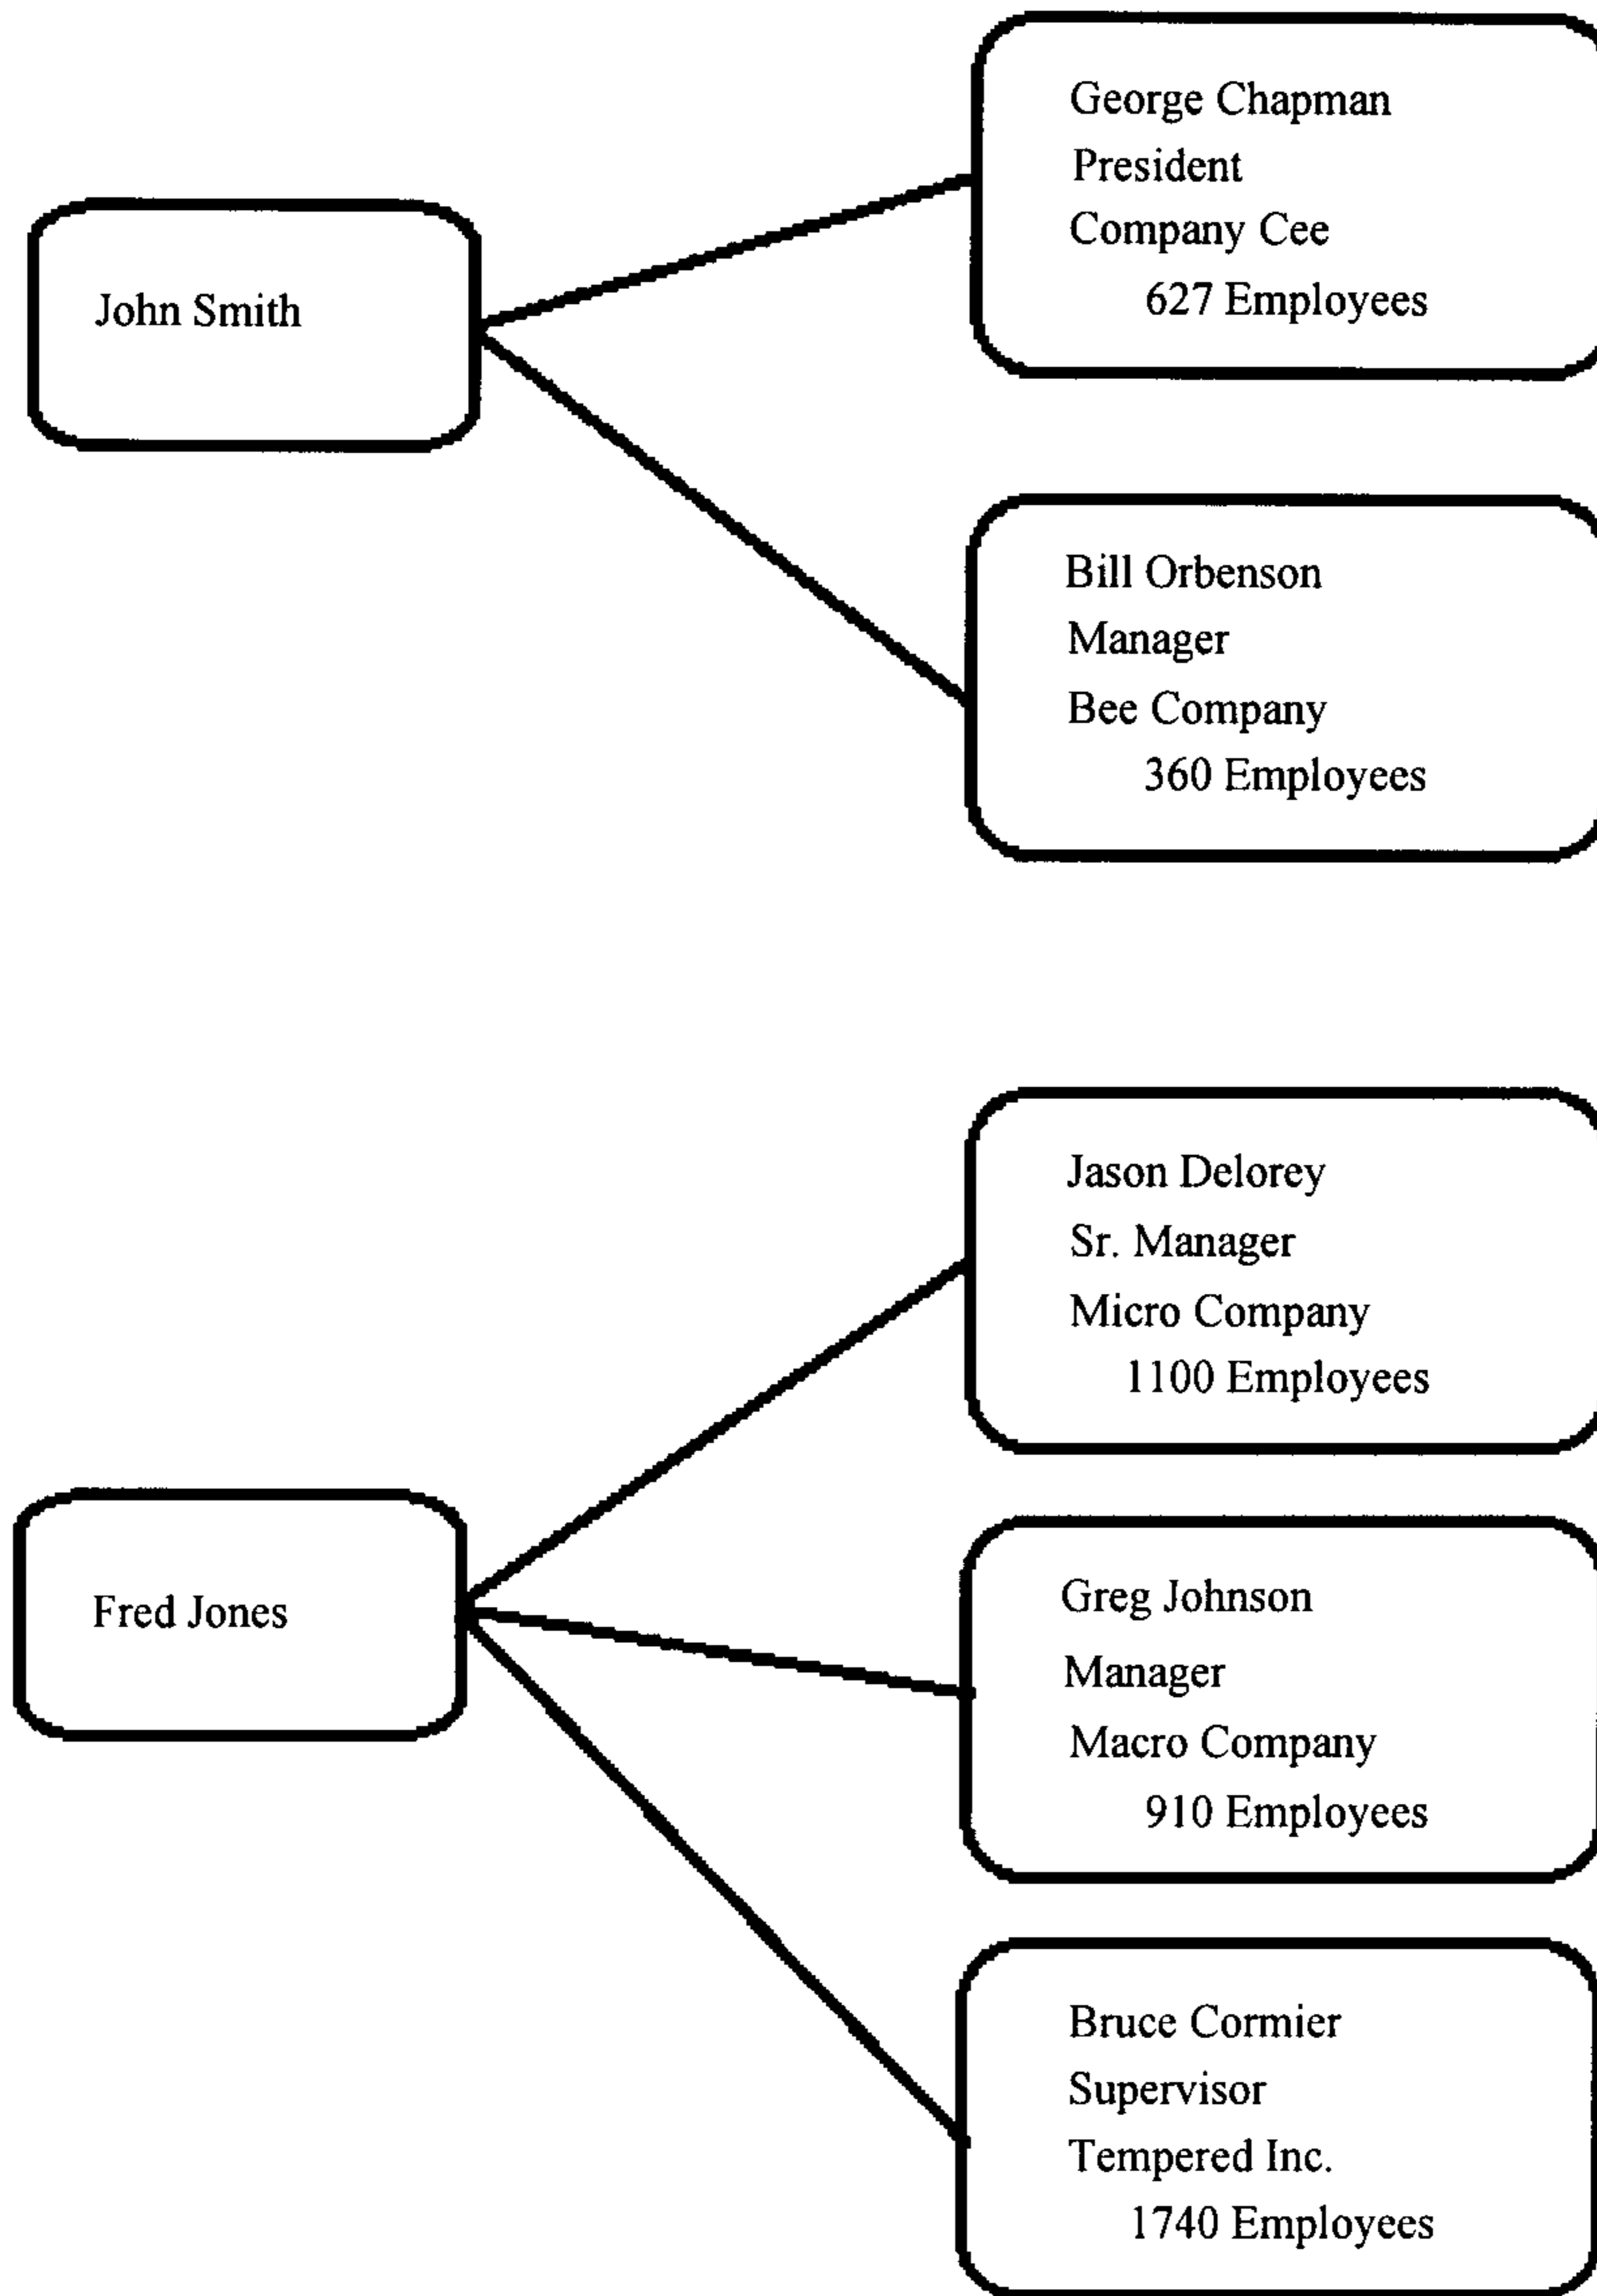 George Chapman
President
Company Cee
627 Employees
John Smith
Bill Orbenson
Manager
Bee Company
360 Employees
Jason Delorey
Sr. Manager
Micro Company
1100 Employees
Fred Jones
Greg Johnson
Manager
Macro Company
910 Employees
Bruce Cormier
Supervisor
Tempered Inc.
1740 Employees